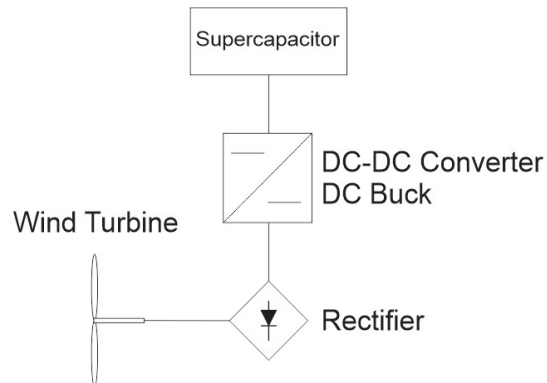 Supercapacitor
DC-DC Converter
DC Buck
Wind Turbine
Rectifier